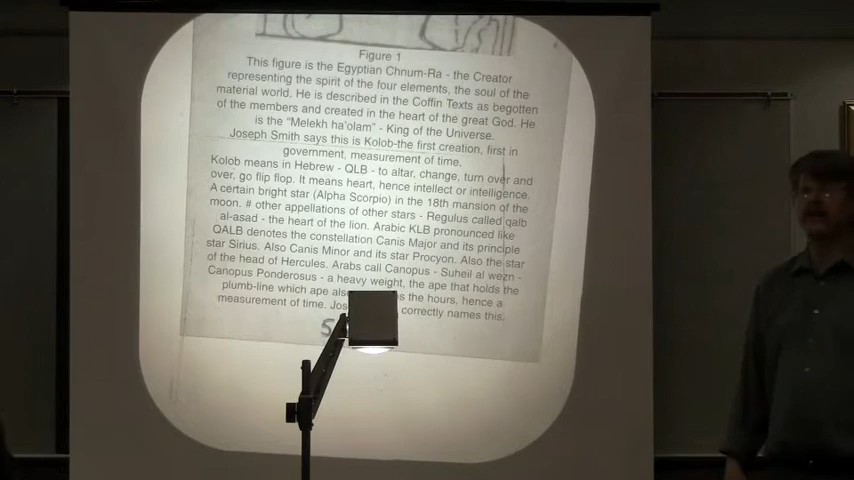 Figure 1
This figure is the Egyptian Chnum-Ra - the Creator
representing the spirit of the four elements, the soul of the
material world. He is described in the Coffin Texts as begotten
of the members and created in the heart of the great God. He
is the "Melekh ha'olam" - King of the Universe.
Joseph Smith says this is Kolob-the first creation, first in
government, measurement of time.
Kolob means in Hebrew - QLB - to altar, change, turn over and
over, go flip flop. It means heart, hence intellect or intelligence.
A certain bright star (Alpha Scorpio) in the 18th mansion of the
moon. # other appellations of other stars - Regulus called qalb
al-asad - the heart of the lion. Arabic KLB pronounced like
QALB denotes the constellation Canis Major and its principle
star Sirius. Also Canis Minor and its star Procyon. Also the star
of the head of Hercules. Arabs call Canopus - Suheil al wezn -
Canopus Ponderosus - a heavy weight, the ape that holds the
plumb-line which ape the hours, hence a
measurement of time. correctly names this.